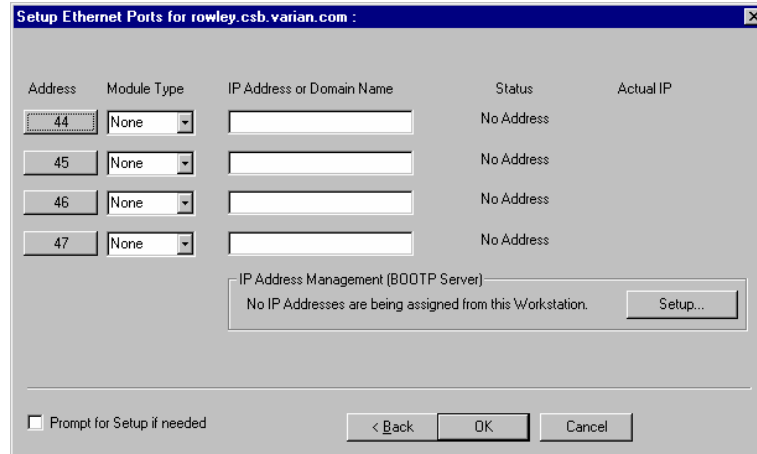 Setup Ethernet Ports for rowley.csb.varian.com :
Address Module Type IP Address or Domain Name Status Actual IP
44 None No Address
45 None No Address
46 None No Address
47 None No Address
IP Address Management (BOOTP Server)
No IP Addresses are being assigned from this Workstation. Setup...
Prompt for Setup if needed < Back OK Cancel